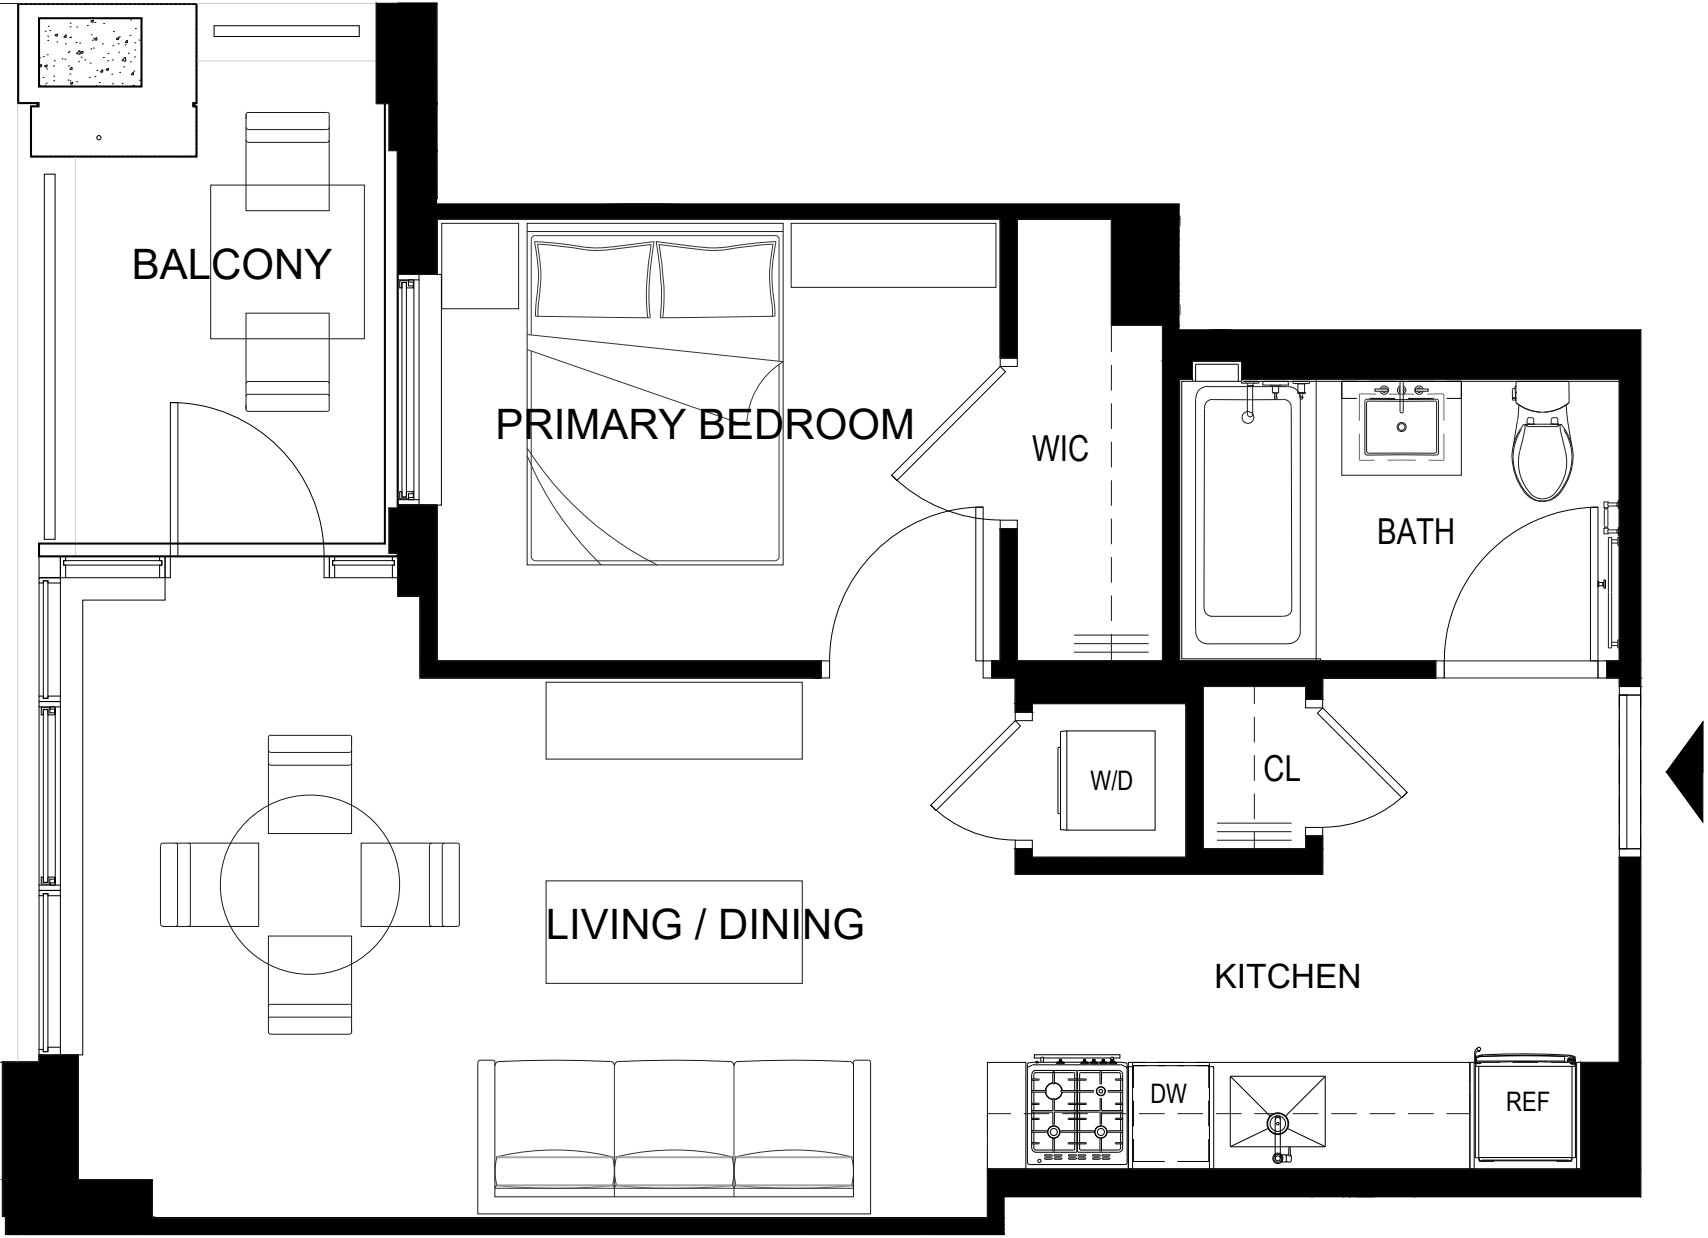 BALCONY
PRIMARY BEDROOM
WIC
BATH
W/D
CL
LIVING / DINING
KITCHEN
DW
REF